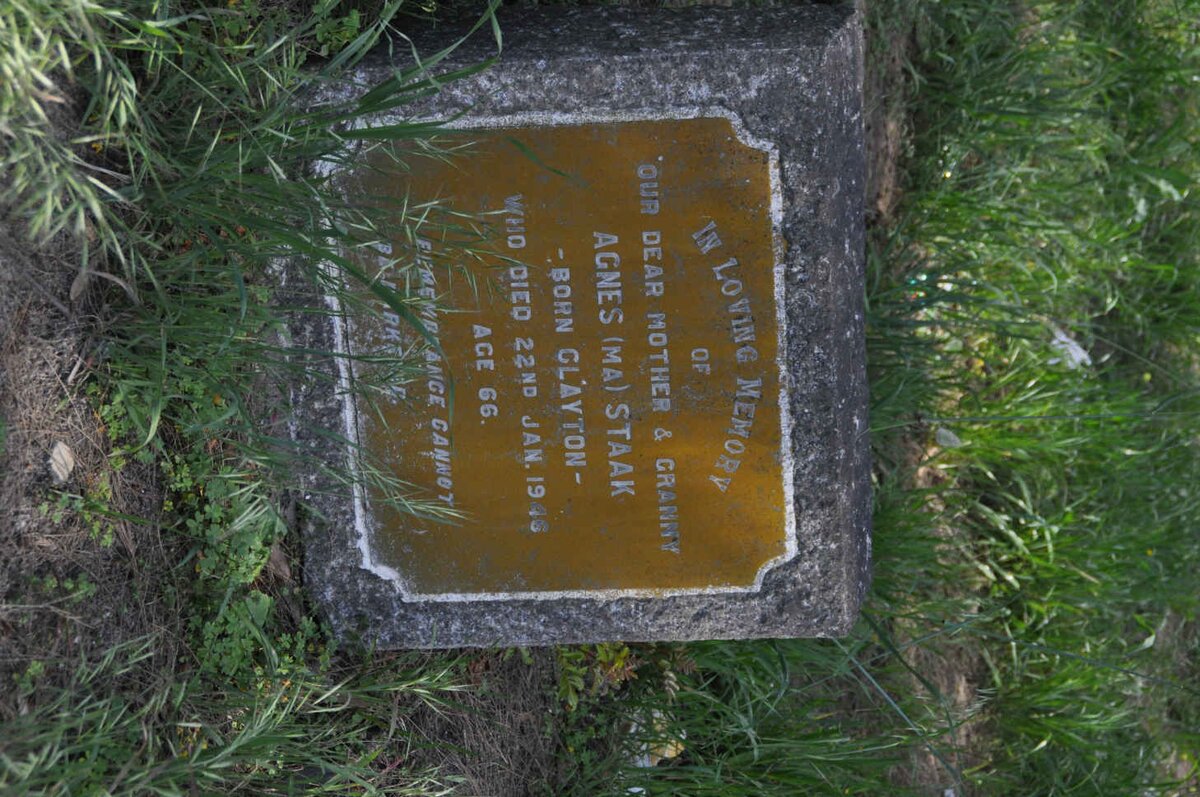 IN LOVING MEMORY
OF
OUR DEAR MOTHER & GRANNY
AGNES (MA) STAAK
- BORN CLAYTON -
WHO DIED 22ND JAN. 1946
AGE 66.
CANNOT